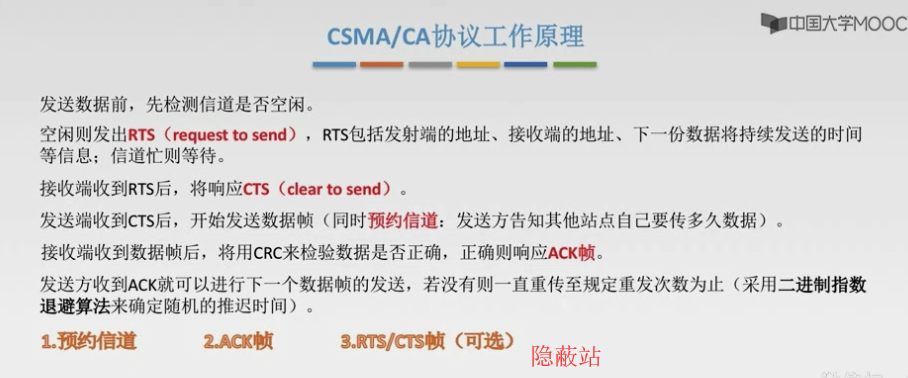 中国大学MOOC
CSMA/CA协议工作原理
发送数据前，先检测信道是否空闲。
空闲则发出RTS（request to send），RTS包括发射端的地址、接收端的地址、下一份数据将持续发送的时间
等信息；信道忙则等待。
接收端收到RTS后，将响应CTS（clear to send）。
发送端收到CTS后，开始发送数据帧（同时预约信道：发送方告知其他站点自己要传多久数据）。
接收端收到数据帧后，将用CRC来检验数据是否正确，正确则响应ACK帧。
发送方收到ACK就可以进行下一个数据帧的发送，若没有则一直重传至规定重发次数为止（采用二进制指数
退避算法来确定随机的推迟时间）。
1.预约信道 2.ACK帧 3.RTS/CTS帧（可选）
隐蔽站